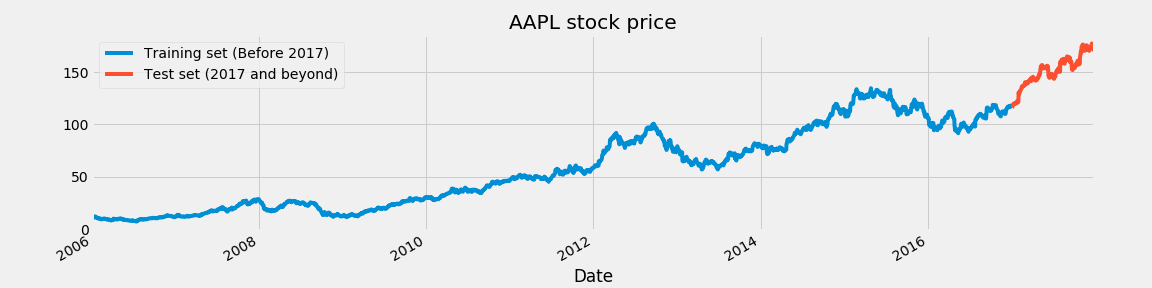 AAPL stock price
Training set (Before 2017)
Test set (2017 and beyond)
150
100
50
0
2006
2008
2010
2012
2014
2016
Date